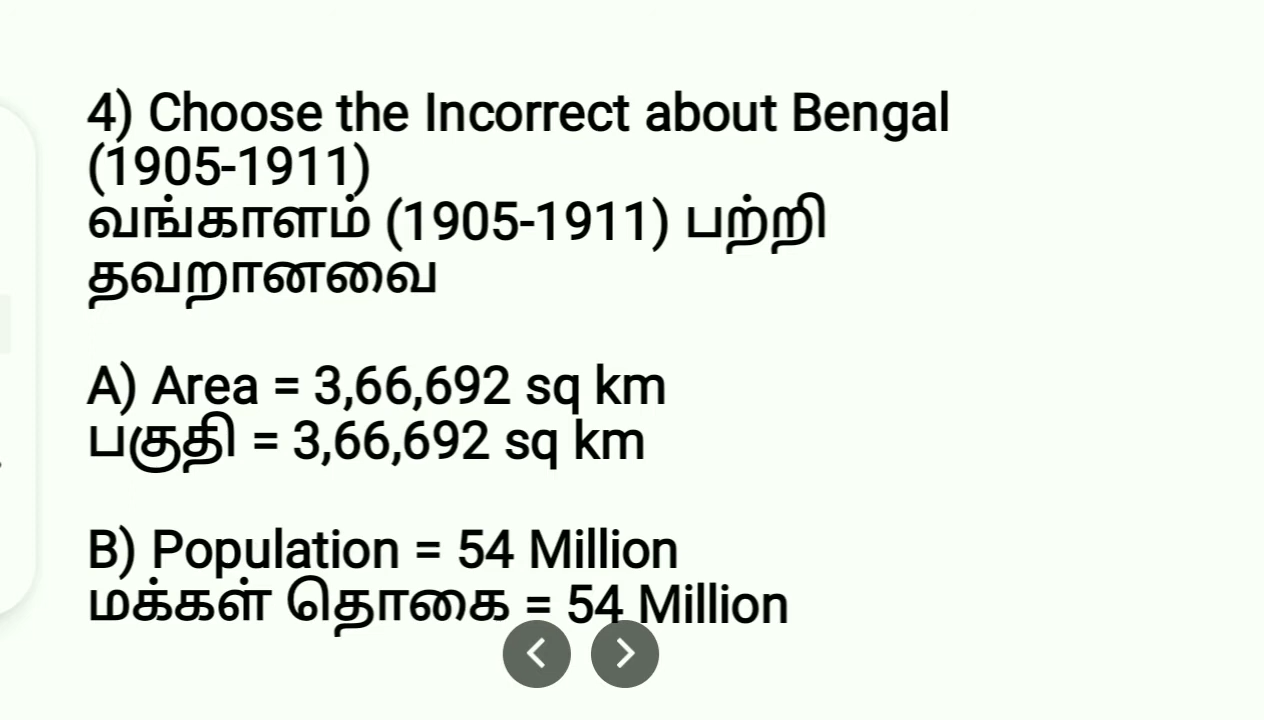 4) Choose the Incorrect about Bengal
(1905-1911)
வங்காளம் (1905-1911) பற்றி
தவறானவை
A) Area = 3,66,692 sq km
பகுதி = 3,66,692 sq km
B) Population = 54 Million
மக்கள் தொகை = 54 Million